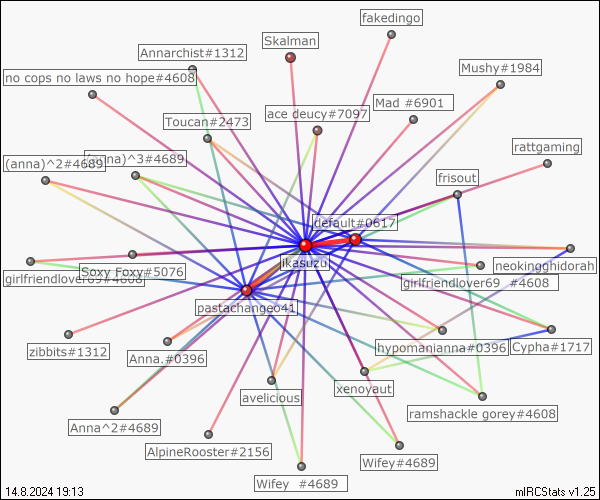 fakedingo
Skalman
Annarchist#1312
Mushy#1984
no cops no laws no hope#4608
Mad #6901
ace deucy#7097
Toucan#2473
rattgaming
(anna)^2#4689
(anna)^3#4689
frisout
default#0617
ikasuzu
neokingghidorah
Soxy Foxy#5076
girlfriendlover69#4608
girlfriendlover69 #4608
pastachangeo41
hypomanianna#0396
Cypha#1717
zibbits#1312
Anna.#0396
xenoyaut
avelicious
ramshackle gorey#4608
Anna^2#4689
AlpineRooster#2156
Wifey#4689
Wifey #4689
14.8.2024 19:13
mIRCStats v1.25